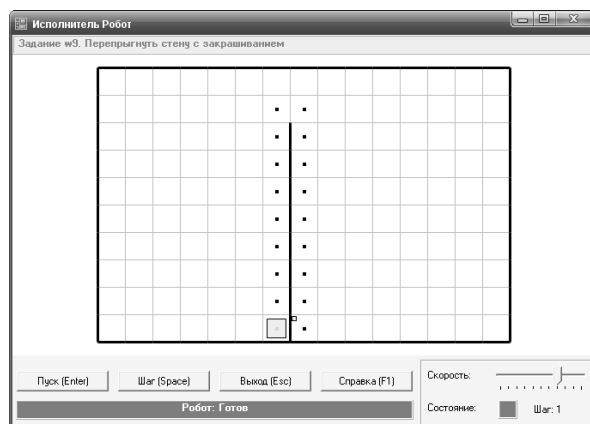 Исполнитель Робот
Задание w9. Перепрыгнуть стену с закрашиванием
Пуск (Enter)
Шаг (Space)
Выход (Esc)
Справка (F1)
Робот: Готов
Скорость:
Состояние:
Шаг: 1